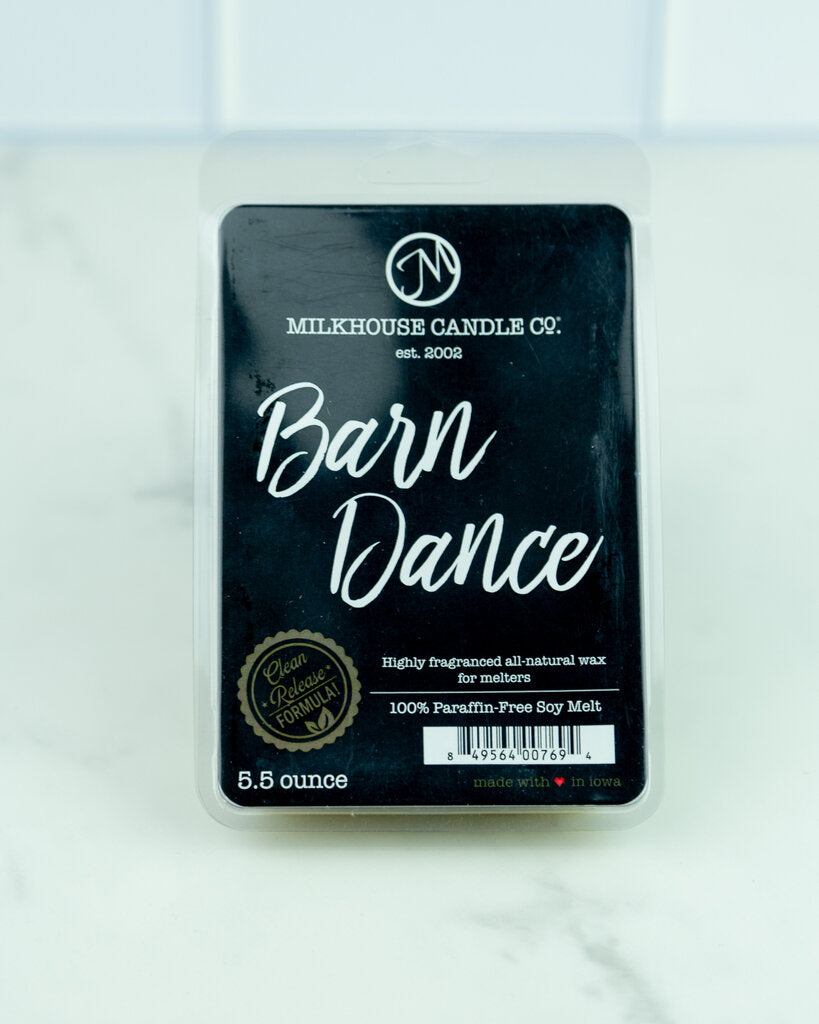 M
MILKHOUSE CANDLE CO.®
est. 2002
Barn
Dance
Highly fragranced all-natural wax
for melters
Clean
Release
FORMULA!
100% Paraffin-Free Soy Melt
8 49564 00769 4
5.5 ounce
made with ♥ in iowa